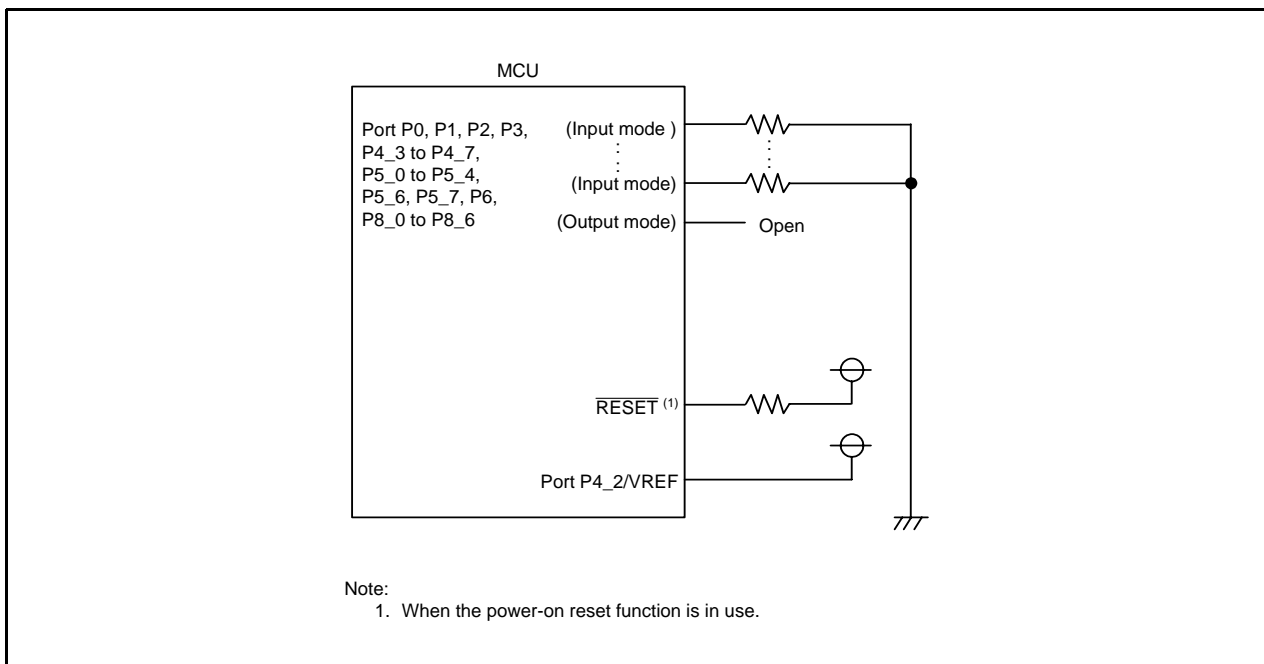 MCU
Port P0, P1, P2, P3,
P4_3 to P4_7,
P5_0 to P5_4,
P5_6, P5_7, P6,
P8_0 to P8_6
(Input mode )
(Input mode)
(Output mode)
Open
RESET (1)
Port P4_2/VREF
Note:
1. When the power-on reset function is in use.